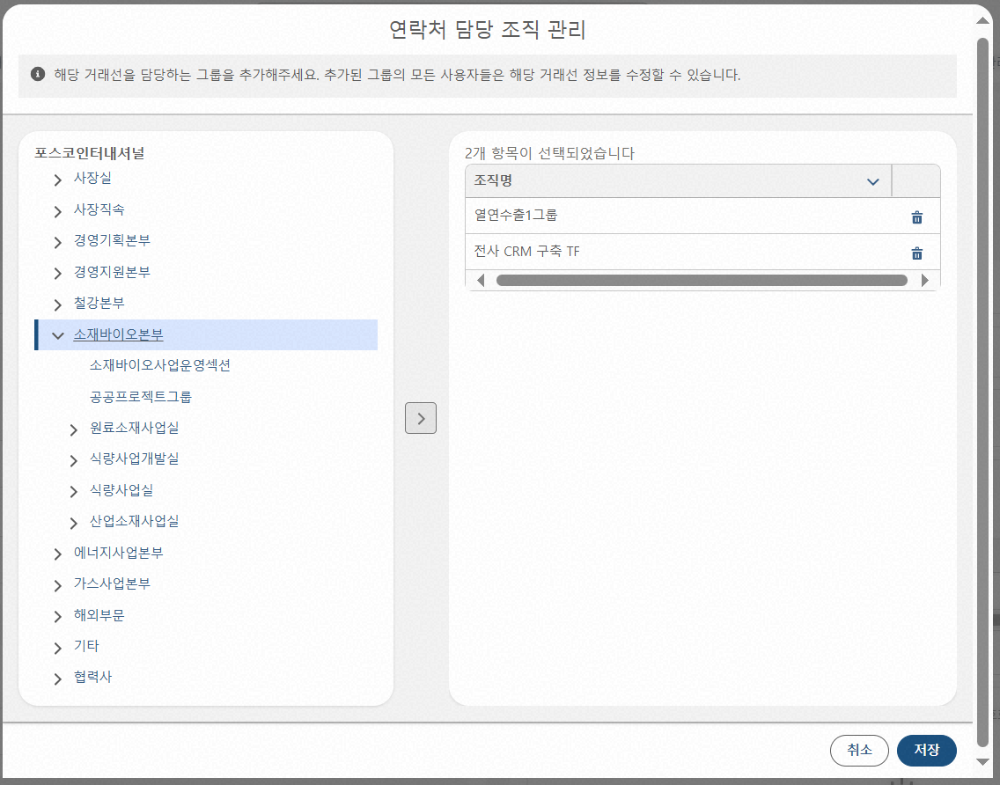 연락처 담당 조직 관리
해당 거래선을 담당하는 그룹을 추가해주세요. 추가된 그룹의 모든 사용자들은 해당 거래선 정보를 수정할 수 있습니다.
포스코인터내셔널
사장실
사장직속
경영기획본부
경영지원본부
철강본부
소재바이오본부
소재바이오사업운영섹션
공공프로젝트그룹
원료소재사업실
식량사업개발실
식량사업실
산업소재사업실
에너지사업본부
가스사업본부
해외부문
기타
협력사
2개 항목이 선택되었습니다
조직명
열연수출1그룹
전사 CRM 구축 TF
취소
저장